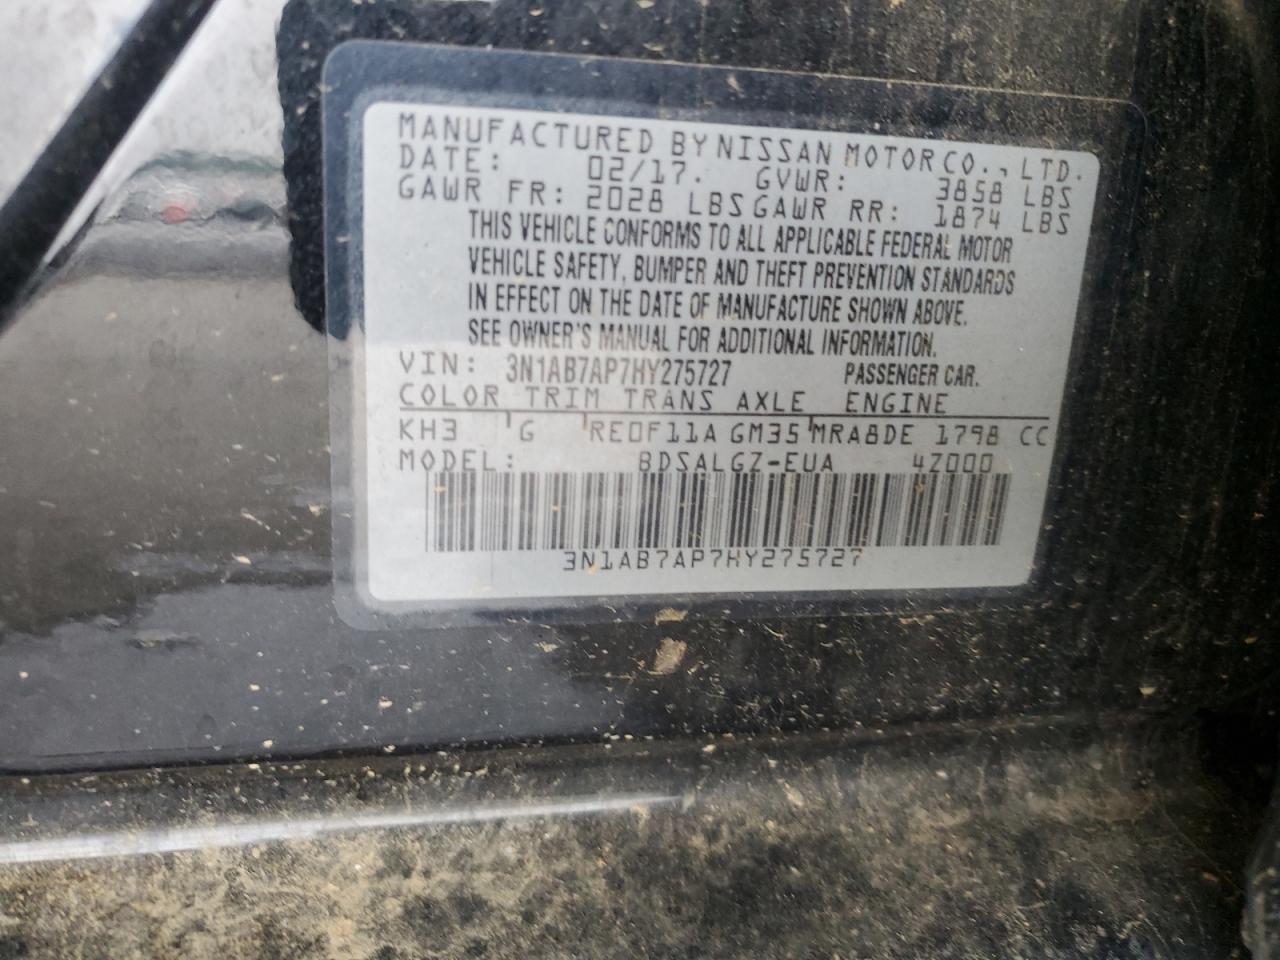 MANUFACTURED BY NISSAN MOTOR CO., LTD.
DATE: 02/17. GVWR: 3858 LBS
GAWR FR: 2028 LBS GAWR RR: 1874 LBS
THIS VEHICLE CONFORMS TO ALL APPLICABLE FEDERAL MOTOR
VEHICLE SAFETY, BUMPER AND THEFT PREVENTION STANDARDS
IN EFFECT ON THE DATE OF MANUFACTURE SHOWN ABOVE.
SEE OWNER'S MANUAL FOR ADDITIONAL INFORMATION.
VIN: 3N1AB7AP7HY275727 PASSENGER CAR.
COLOR TRIM TRANS AXLE ENGINE
KH3 G RE0F11A GM35 MRA8DE 1798 CC
MODEL: BDSALGZ-EUA 4Z000
3N1AB7AP7HY275727